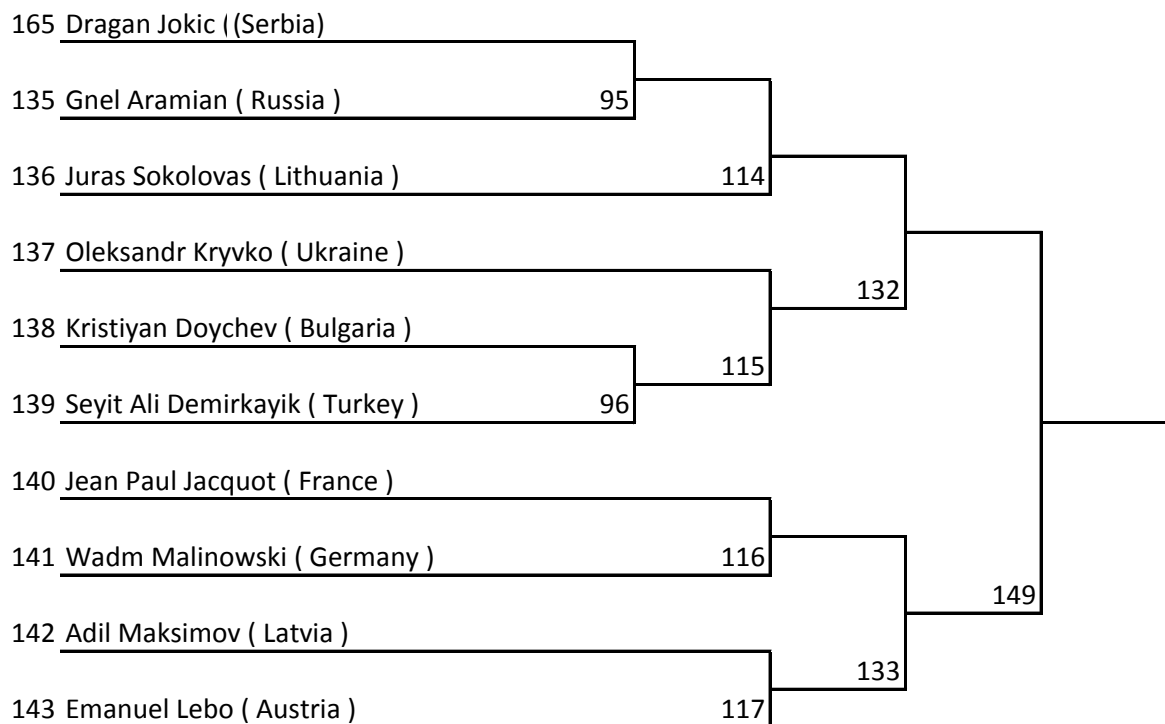 165 Dragan Jokic ( (Serbia)
135 Gnel Aramian ( Russia ) 95
136 Juras Sokolovas ( Lithuania ) 114
137 Oleksandr Kryvko ( Ukraine )
132
138 Kristiyan Doychev ( Bulgaria )
115
139 Seyit Ali Demirkayik ( Turkey ) 96
140 Jean Paul Jacquot ( France )
141 Wadm Malinowski ( Germany ) 116
149
142 Adil Maksimov ( Latvia )
133
143 Emanuel Lebo ( Austria ) 117